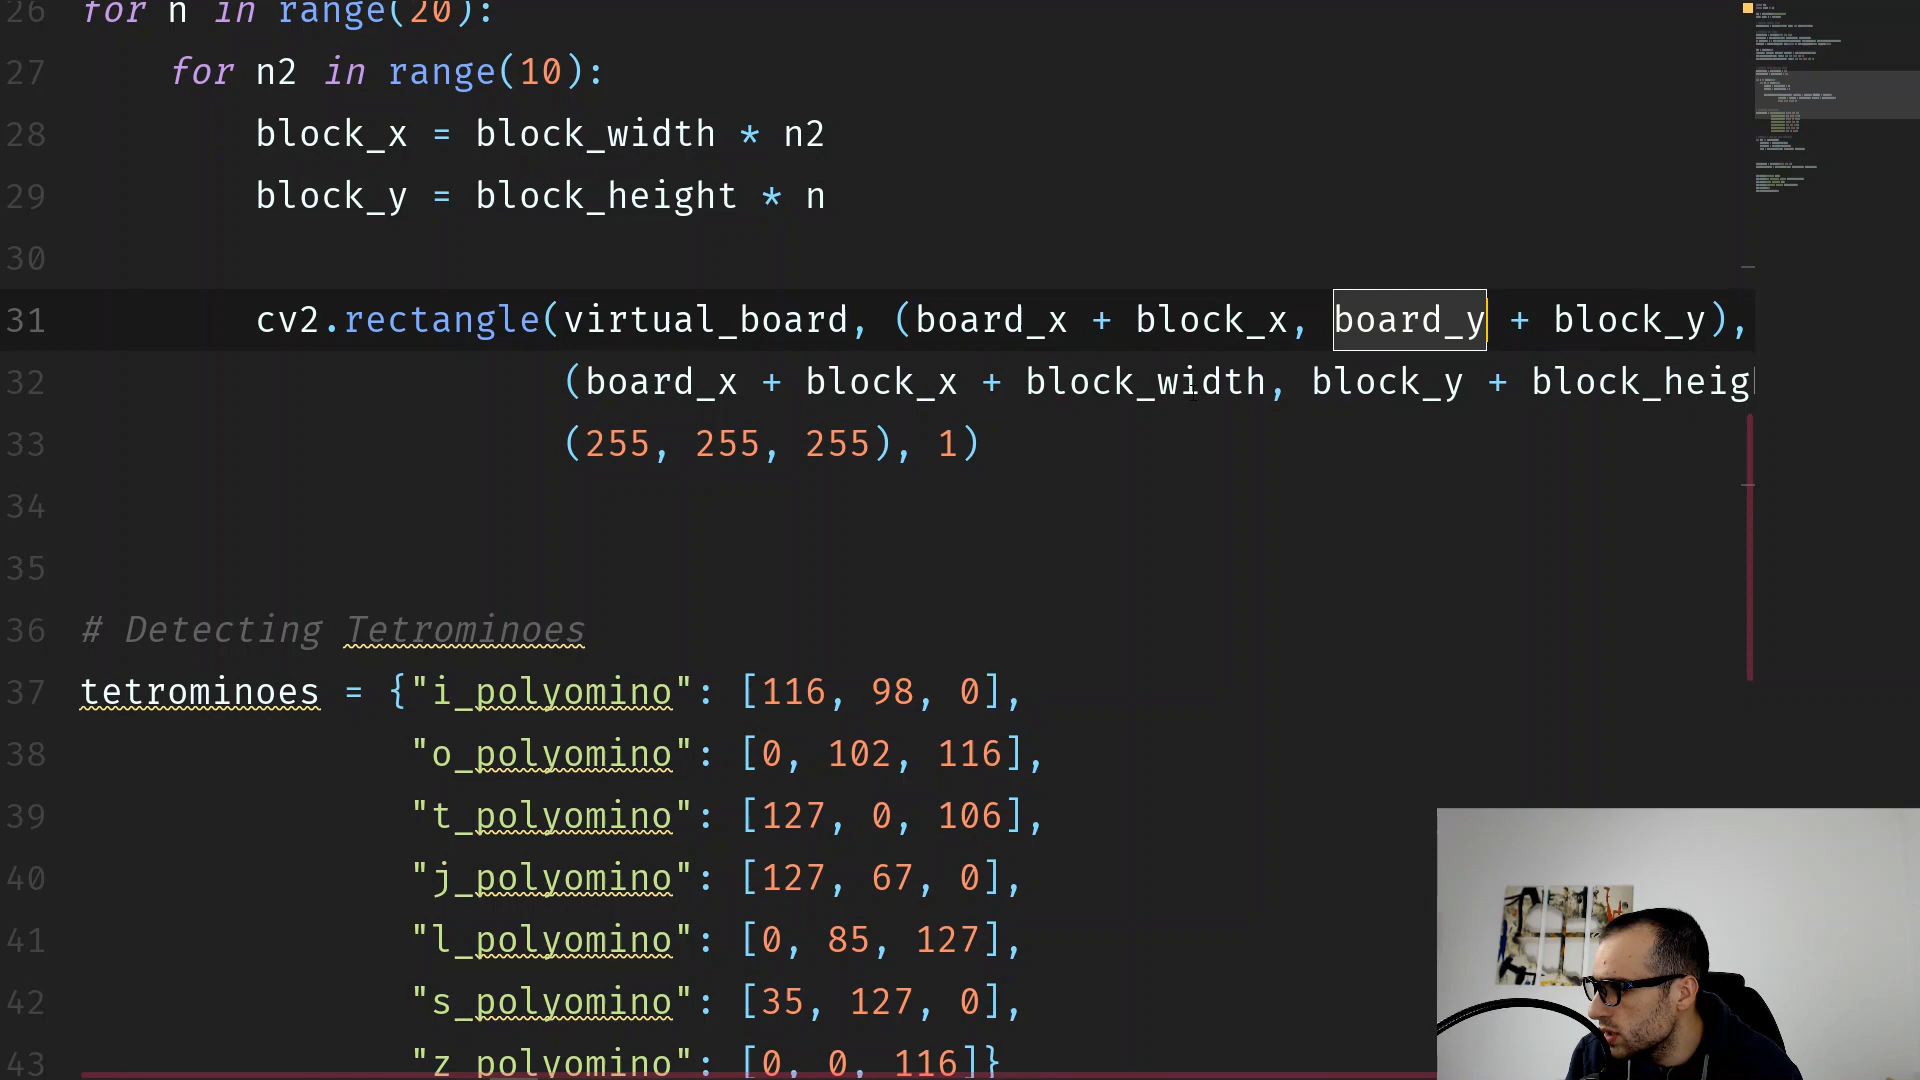 26 for n in range(20):
27 for n2 in range(10):
28 block_x = block_width * n2
29 block_y = block_height * n
30
31 cv2.rectangle(virtual_board, (board_x + block_x, board_y + block_y),
32 (board_x + block_x + block_width, block_y + block_heigh
33 (255, 255, 255), 1)
34
35
36 # Detecting Tetrominoes
37 tetrominoes = {"i_polyomino": [116, 98, 0],
38 "o_polyomino": [0, 102, 116],
39 "t_polyomino": [127, 0, 106],
40 "j_polyomino": [127, 67, 0],
41 "l_polyomino": [0, 85, 127],
42 "s_polyomino": [35, 127, 0],
43 "z_polyomino": [0, 0, 116]}